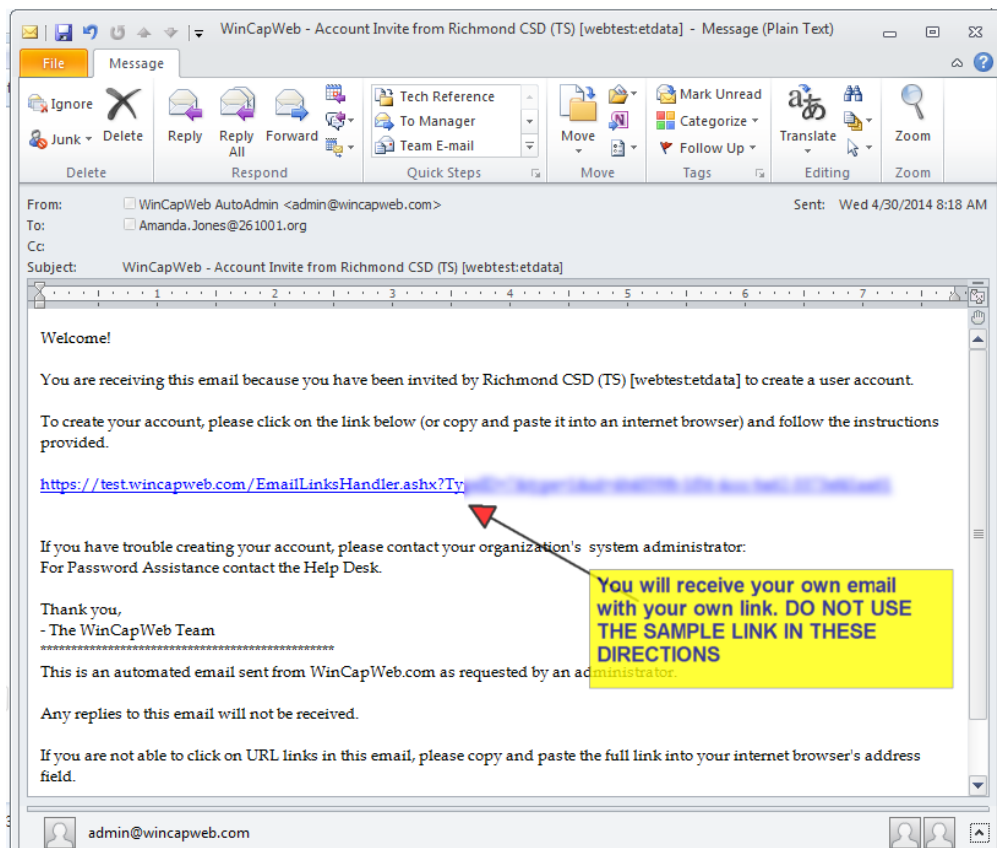 WinCapWeb - Account Invite from Richmond CSD (TS) [webtest:etdata] - Message (Plain Text)
File Message
Ignore
Junk
Delete
Reply
Reply All
Forward
Tech Reference
To Manager
Team E-mail
Move
Mark Unread
Categorize
Follow Up
Translate
Zoom
Delete Respond Quick Steps Move Tags Editing Zoom
From: WinCapWeb AutoAdmin <admin@wincapweb.com> Sent: Wed 4/30/2014 8:18 AM
To: Amanda.Jones@261001.org
Cc:
Subject: WinCapWeb - Account Invite from Richmond CSD (TS) [webtest:etdata]
1 2 3 4 5 6 7
Welcome!
You are receiving this email because you have been invited by Richmond CSD (TS) [webtest:etdata] to create a user account.
To create your account, please click on the link below (or copy and paste it into an internet browser) and follow the instructions
provided.
https://test.wincapweb.com/EmailLinksHandler.ashx?Ty
If you have trouble creating your account, please contact your organization's system administrator:
For Password Assistance contact the Help Desk.
You will receive your own email
with your own link. DO NOT USE
THE SAMPLE LINK IN THESE
DIRECTIONS
Thank you,
- The WinCapWeb Team
************************************************
This is an automated email sent from WinCapWeb.com as requested by an administrator.
Any replies to this email will not be received.
If you are not able to click on URL links in this email, please copy and paste the full link into your internet browser's address
field.
admin@wincapweb.com